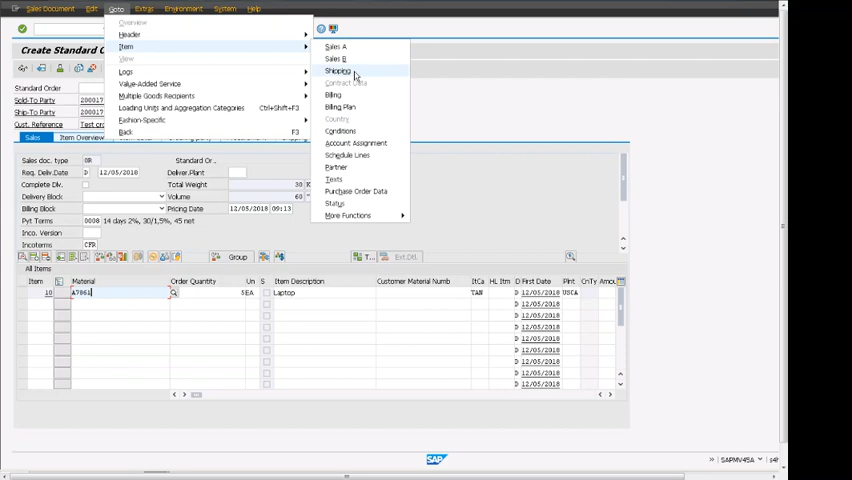 Sales Document Edit Goto Extras Environment System Help
Create Standard O
Overview
Header
Item
View
Logs
Value-Added Service
Multiple Goods Recipients
Loading Units and Aggregation Categories Ctrl+Shift+F3
Fashion-Specific
Back F3
Sales A
Sales B
Shipping
Contract Data
Billing
Billing Plan
Country
Conditions
Account Assignment
Schedule Lines
Partner
Texts
Purchase Order Data
Status
More Functions
Standard Order
Sold-To Party 200017
Ship-To Party 200017
Cust. Reference Test or
Sales Item Overview
Sales doc. type OR Standard Or...
Req. Deliv.Date D 12/05/2018 Deliver.Plant
Complete Dlv. Total Weight 30 K
Delivery Block Volume 60
Billing Block Pricing Date 12/05/2018 09:13
Pyt Terms 0008 14 days 2%, 30/1,5%, 45 net
Inco. Version
Incoterms CFR
Group
All Items
Item Material Order Quantity Un S Item Description Customer Material Numb ItCa HL Itm D First Date Plnt CnTy Amou
10 A7861 5 EA Laptop TAN D 12/05/2018 USCA
D 12/05/2018
D 12/05/2018
D 12/05/2018
D 12/05/2018
D 12/05/2018
D 12/05/2018
D 12/05/2018
D 12/05/2018
SAP
SAPMV45A s4h